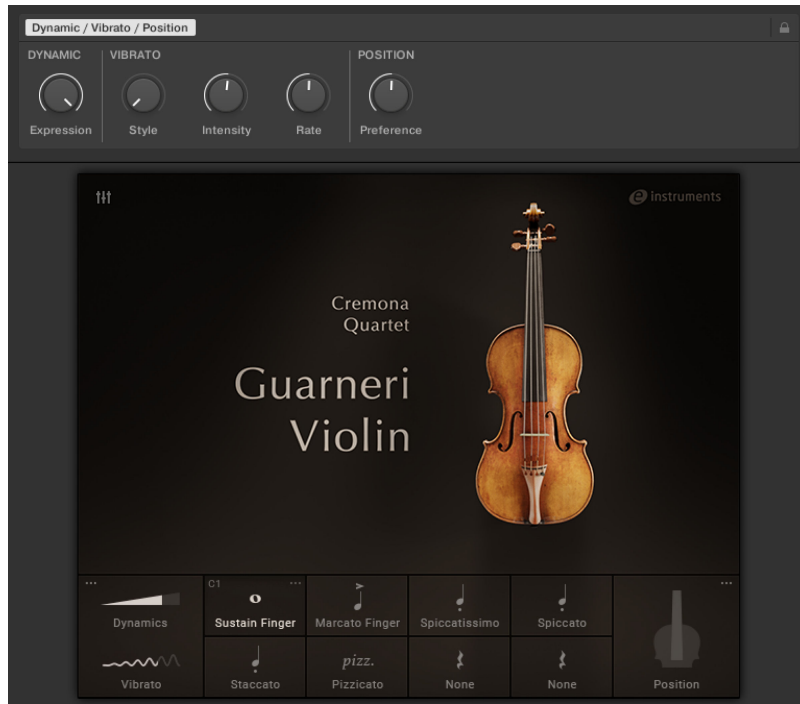 Dynamic / Vibrato / Position
DYNAMIC VIBRATO POSITION
Expression Style Intensity Rate Preference
e instruments
Cremona
Quartet
Guarneri
Violin
C1
Dynamics Sustain Finger Marcato Finger Spiccatissimo Spiccato
pizz.
Vibrato Staccato Pizzicato None None Position